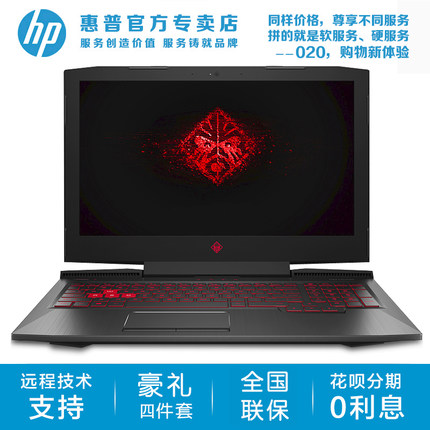 hp
惠普官方专卖店
服务创造价值 服务铸就品牌
同样价格，尊享不同服务
拼的就是软服务、硬服务
--O2O，购物新体验
远程技术
支持
豪礼
四件套
全国
联保
花呗分期
0利息